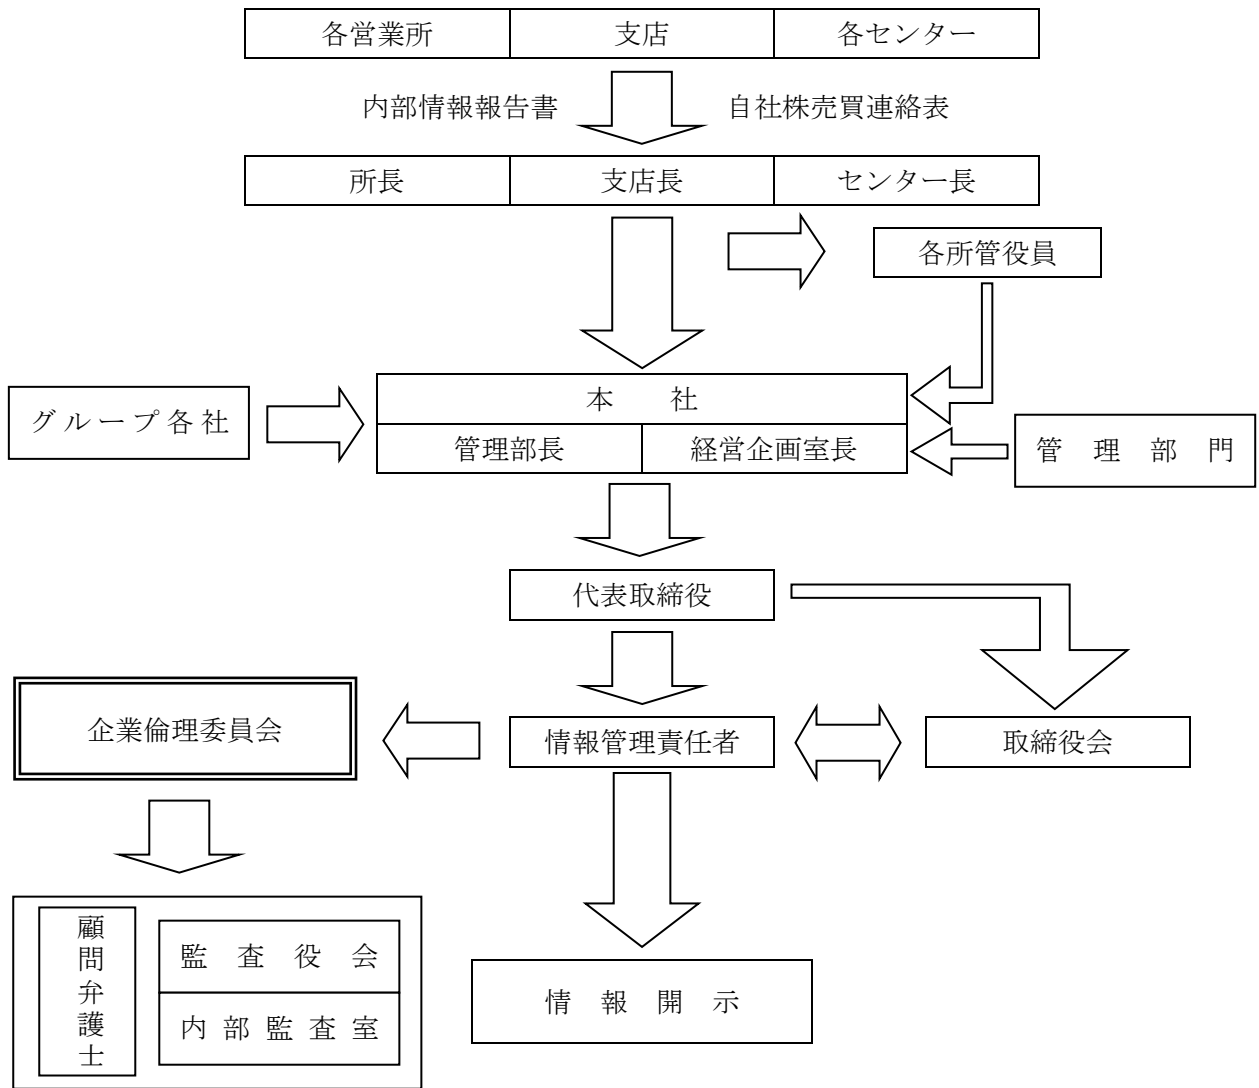 各営業所 支店 各センター
内部情報報告書 自社株売買連絡表
所長 支店長 センター長
各所管役員
グループ各社
本 社
管理部長 経営企画室長
管 理 部 門
代表取締役
企業倫理委員会
情報管理責任者
取締役会
顧問弁護士
監 査 役 会
内 部 監 査 室
情 報 開 示